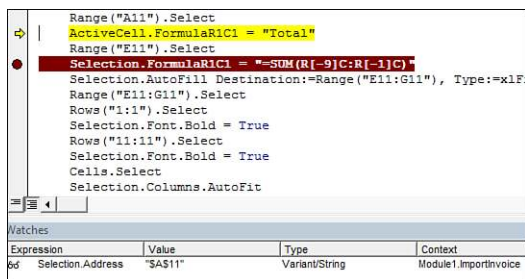 Range("A11").Select
ActiveCell.FormulaR1C1 = "Total"
Range("E11").Select
Selection.FormulaR1C1 = "=SUM(R[-9]C:R[-1]C)"
Selection.AutoFill Destination:=Range("E11:G11"), Type:=xlF
Range("E11:G11").Select
Rows("1:1").Select
Selection.Font.Bold = True
Rows("11:11").Select
Selection.Font.Bold = True
Cells.Select
Selection.Columns.AutoFit
Watches
Expression Value Type Context
Selection.Address "$A$11" Variant/String Module1.ImportInvoice